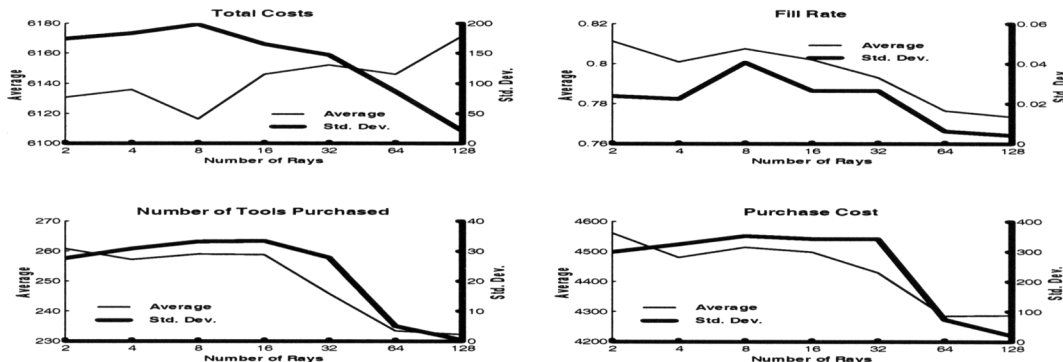 Total Costs
6180
6160
6140
6120
6100
Average
200
150
100
50
0
Std. Dev.
Average
Std. Dev.
2 4 8 16 32 64 128
Number of Rays
Fill Rate
0.82
0.8
0.78
0.76
Average
0.06
0.04
0.02
0
Std. Dev.
Average
Std. Dev.
2 4 8 16 32 64 128
Number of Rays
Number of Tools Purchased
270
260
250
240
230
Average
40
30
20
10
0
Std. Dev.
Average
Std. Dev.
2 4 8 16 32 64 128
Number of Rays
Purchase Cost
4600
4500
4400
4300
4200
Average
400
300
200
100
0
Std. Dev.
Average
Std. Dev.
2 4 8 16 32 64 128
Number of Rays